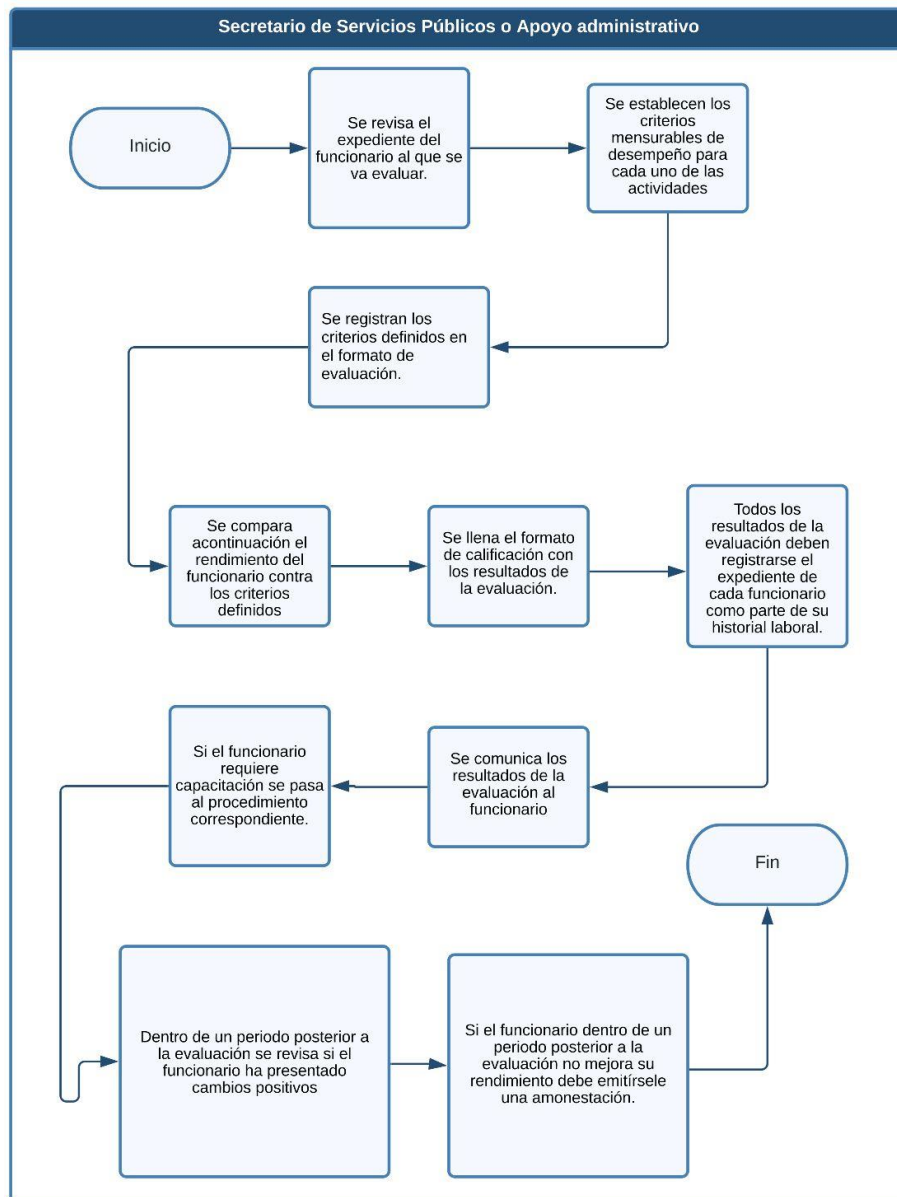 Secretario de Servicios Públicos o Apoyo administrativo
Inicio
Se revisa el
expediente del
funcionario al que se
va evaluar.
Se establecen los
criterios
mensurables de
desempeño para
cada uno de las
actividades
Se registran los
criterios definidos en
el formato de
evaluación.
Se compara
acontinuación el
rendimiento del
funcionario contra
los criterios
definidos
Se llena el formato
de calificación con
los resultados de
la evaluación.
Todos los
resultados de la
evaluación deben
registrarse el
expediente de
cada funcionario
como parte de su
historial laboral.
Se comunica los
resultados de la
evaluación al
funcionario
Si el funcionario
requiere
capacitación se pasa
al procedimiento
correspondiente.
Dentro de un periodo posterior a
la evaluación se revisa si el
funcionario ha presentado
cambios positivos
Si el funcionario dentro de un
periodo posterior a la
evaluación no mejora su
rendimiento debe emitírsele
una amonestación.
Fin